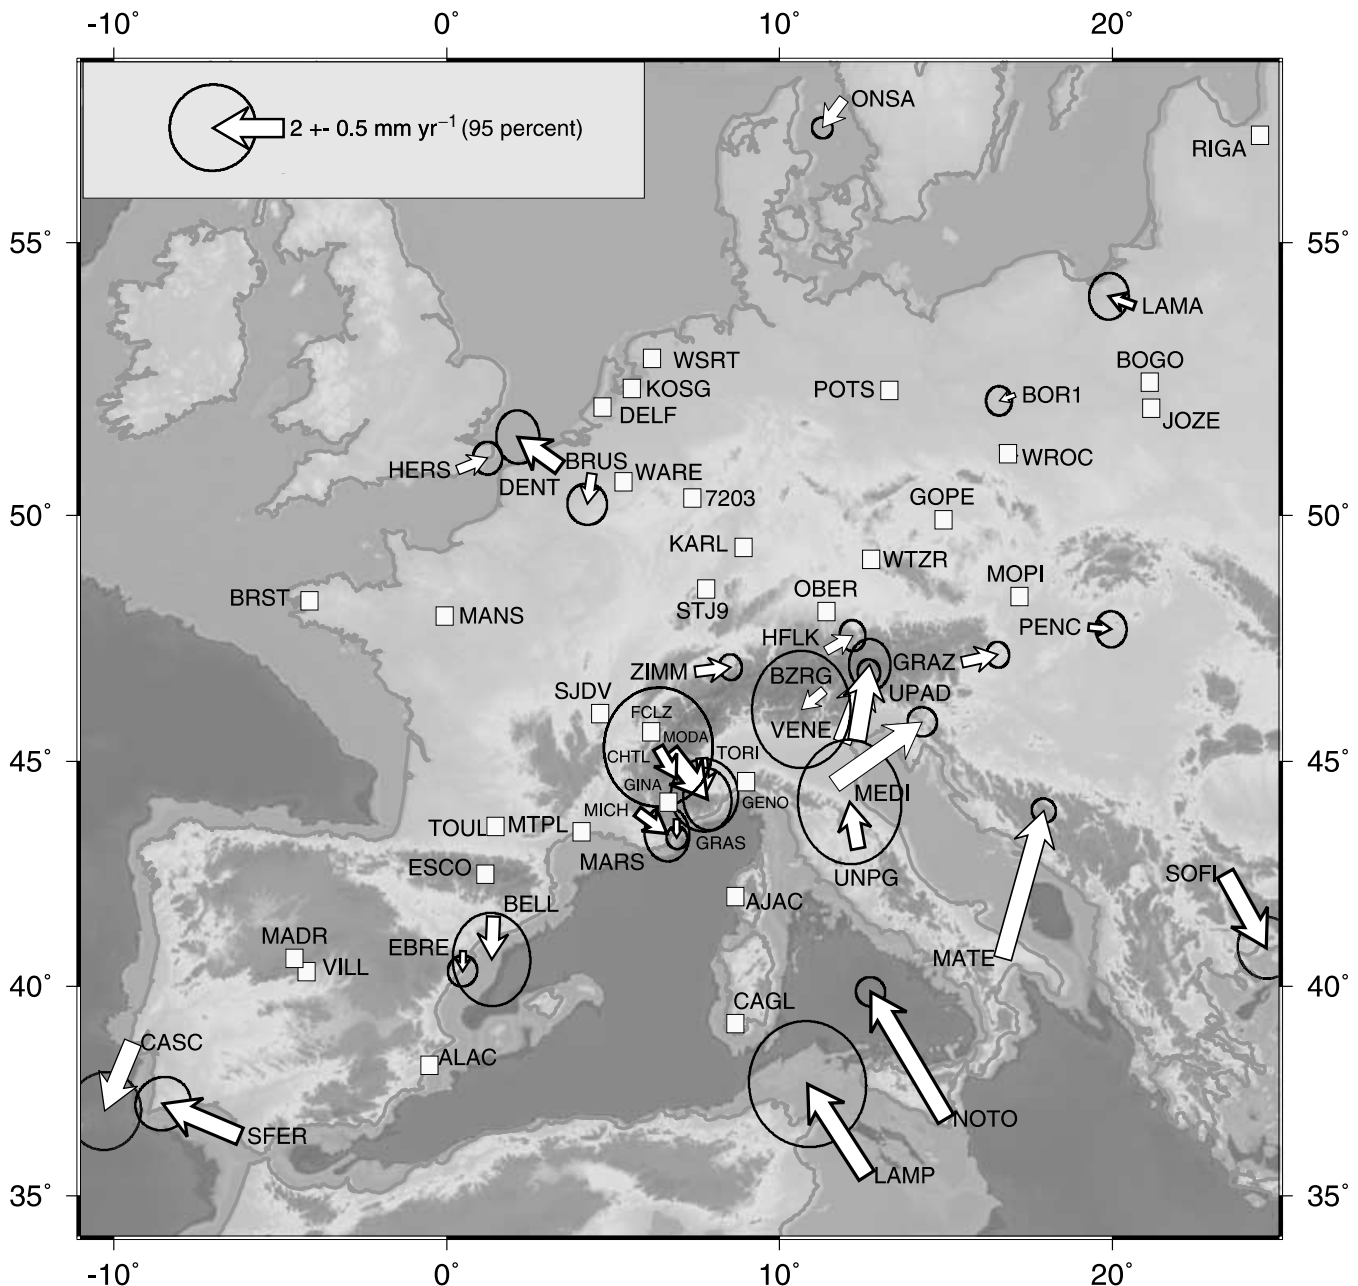 -10° 0° 10° 20°
ONSA
2 +- 0.5 mm yr⁻¹ (95 percent)
RIGA
55° 55°
LAMA
WSRT
BOGO
KOSG
POTS
BOR1
DELF
JOZE
HERS
BRUS
WROC
DENT
WARE
7203
GOPE
50° 50°
KARL
WTZR
OBER
MOPI
BRST
MANS
STJ9
PENC
HFLK
ZIMM
GRAZ
BZRG
SJDV
UPAD
FCLZ
VENE
MODA
CHTL
TORI
45° 45°
GINA
MEDI
MICH
GENO
TOUL
MTPL
GRAS
MARS
ESCO
UNPG
SOFI
BELL
AJAC
MADR
EBRE
VILL
MATE
40° 40°
CAGL
CASC
ALAC
NOTO
SFER
LAMP
35° 35°
-10° 0° 10° 20°